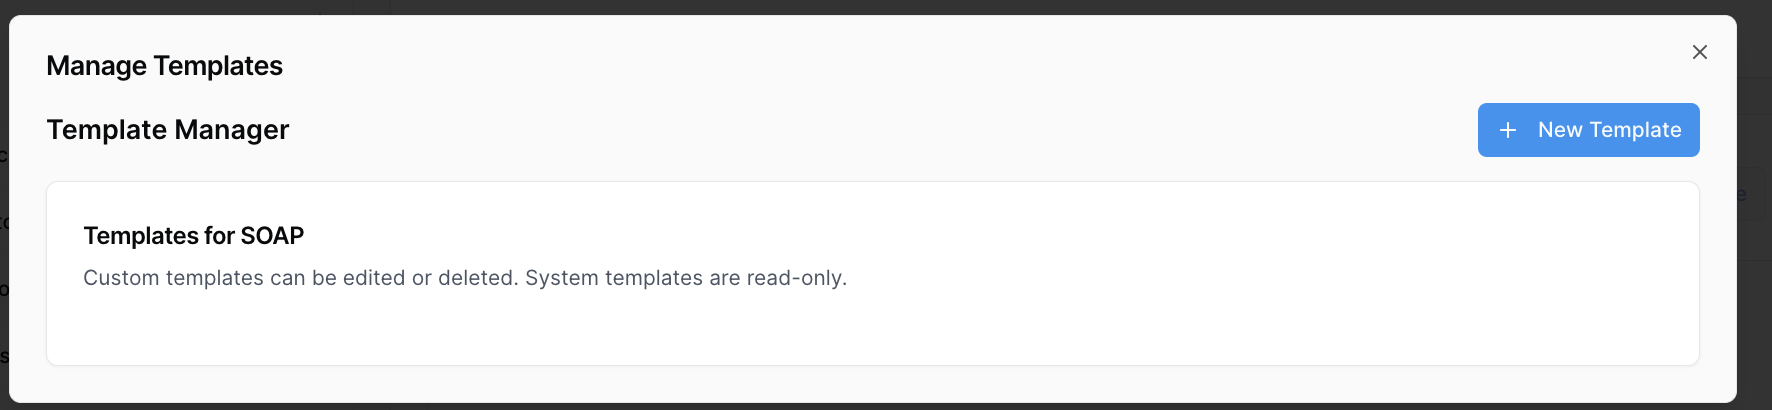 Manage Templates
Template Manager
New Template
Templates for SOAP
Custom templates can be edited or deleted. System templates are read-only.